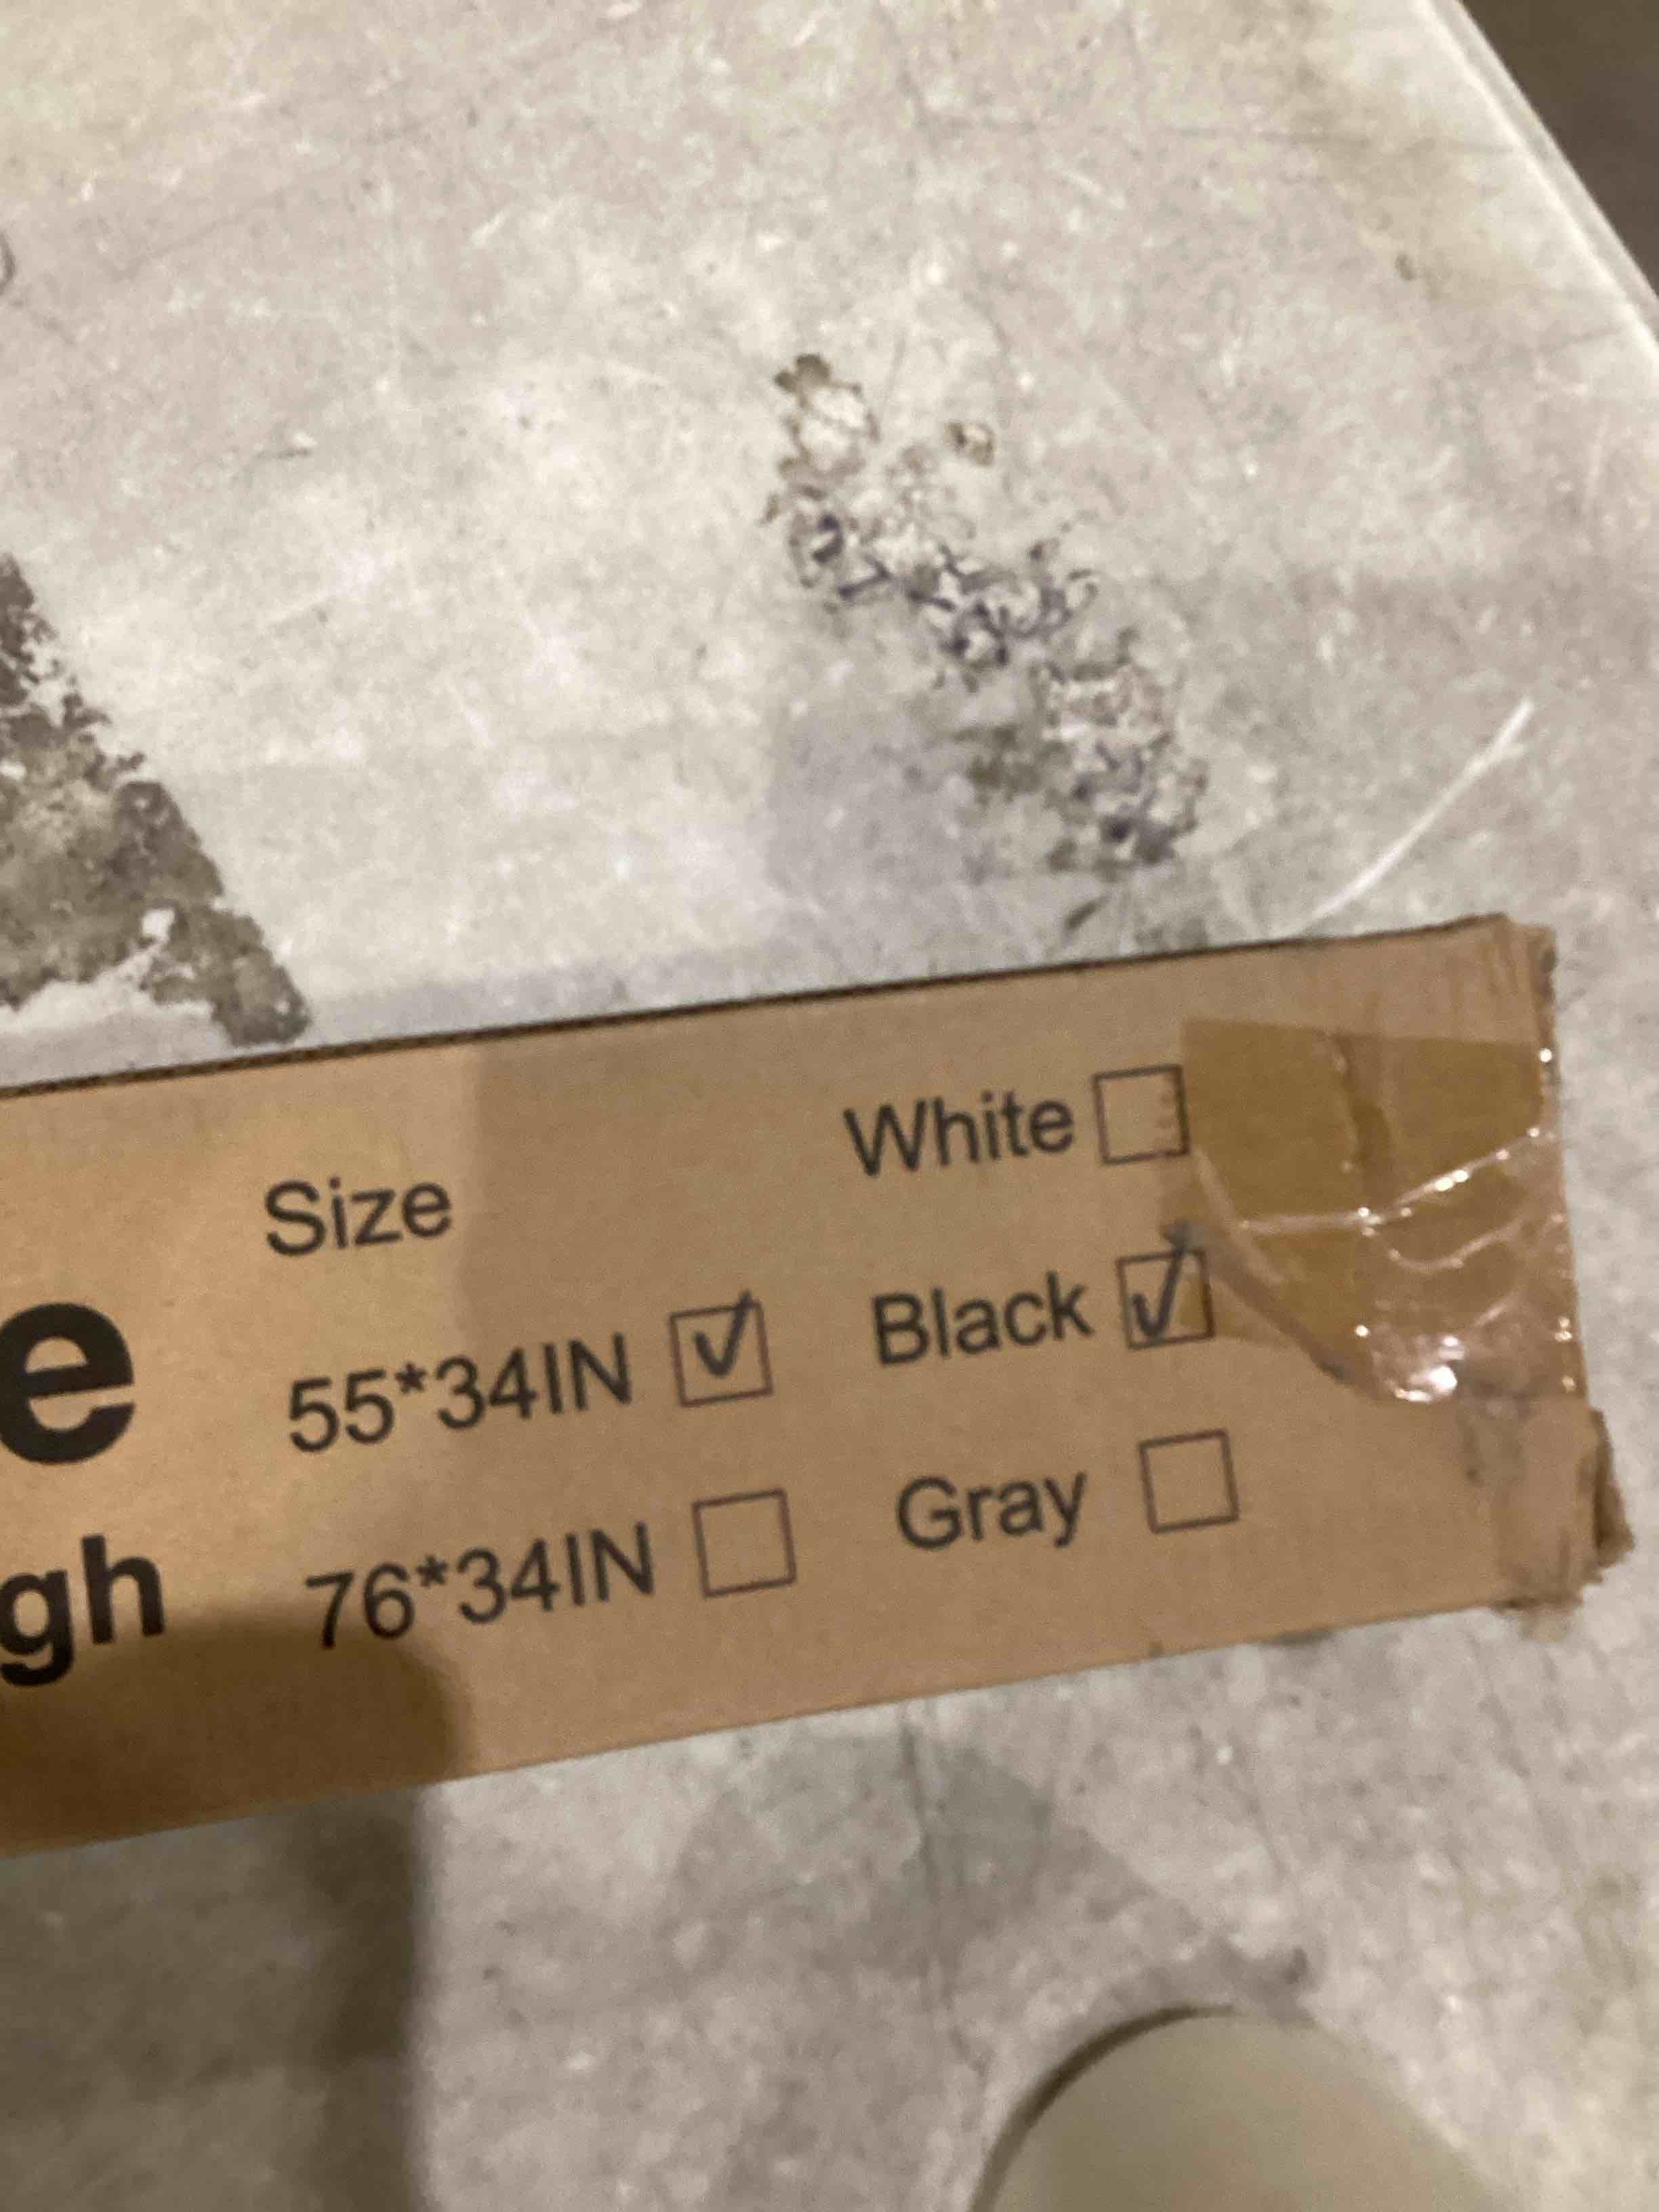 White
Size
e 55*34IN ✓ Black ✓
gh 76*34IN Gray